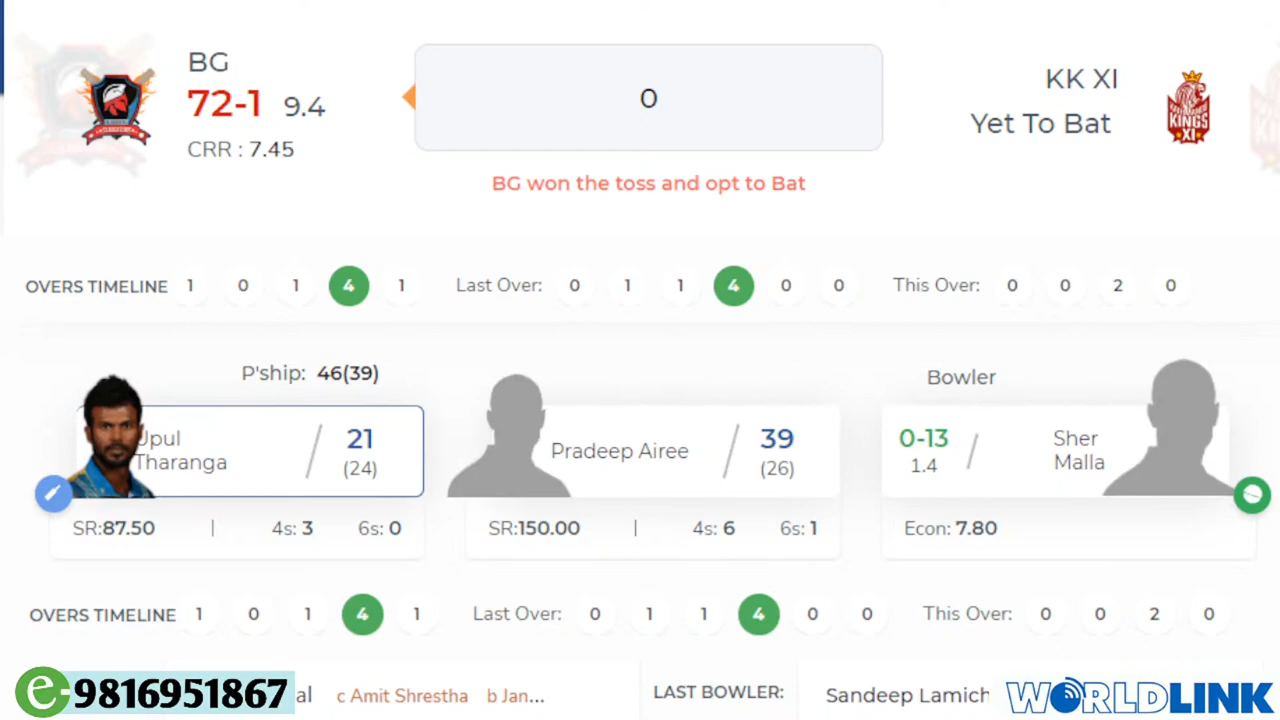 BG
72-1 9.4
CRR : 7.45
0
KK XI
Yet To Bat
KINGS
XI
BG won the toss and opt to Bat
OVERS TIMELINE 1 0 1 4 1 Last Over: 0 1 1 4 0 0 This Over: 0 0 2 0
P'ship: 46(39)
Upul
Tharanga
21
(24)
SR:87.50 | 4s: 3 6s: 0
Pradeep Airee
39
(26)
SR:150.00 | 4s: 6 6s: 1
Bowler
0-13
1.4
Sher
Malla
Econ: 7.80
OVERS TIMELINE 1 0 1 4 1 Last Over: 0 1 1 4 0 0 This Over: 0 0 2 0
e-9816951867
al c Amit Shrestha b Jan...
LAST BOWLER: Sandeep Lamich
WORLDLINK